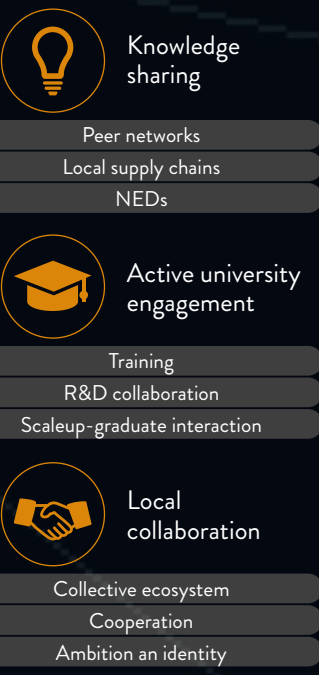 Knowledge
sharing
Peer networks
Local supply chains
NEDs
Active university
engagement
Training
R&D collaboration
Scaleup-graduate interaction
Local
collaboration
Collective ecosystem
Cooperation
Ambition an identity